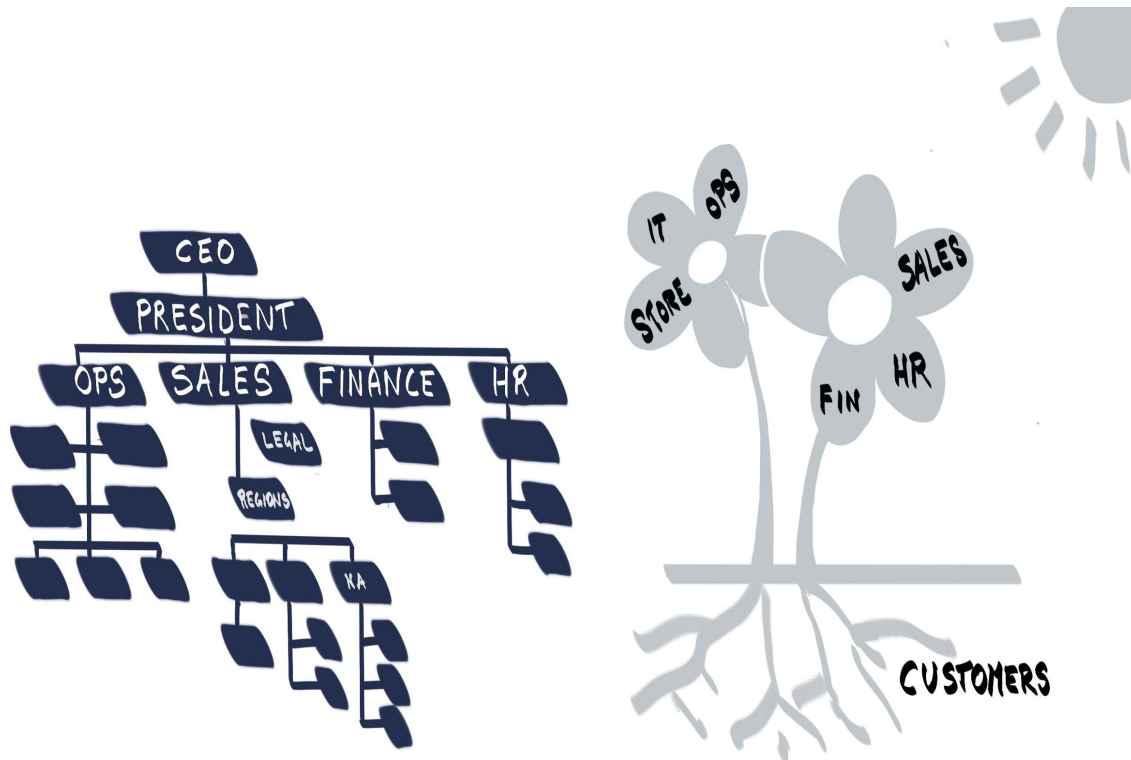 CEO
PRESIDENT
OPS
SALES
FINANCE
HR
LEGAL
REGIONS
KA
IT
OPS
STORE
SALES
HR
FIN
CUSTOMERS